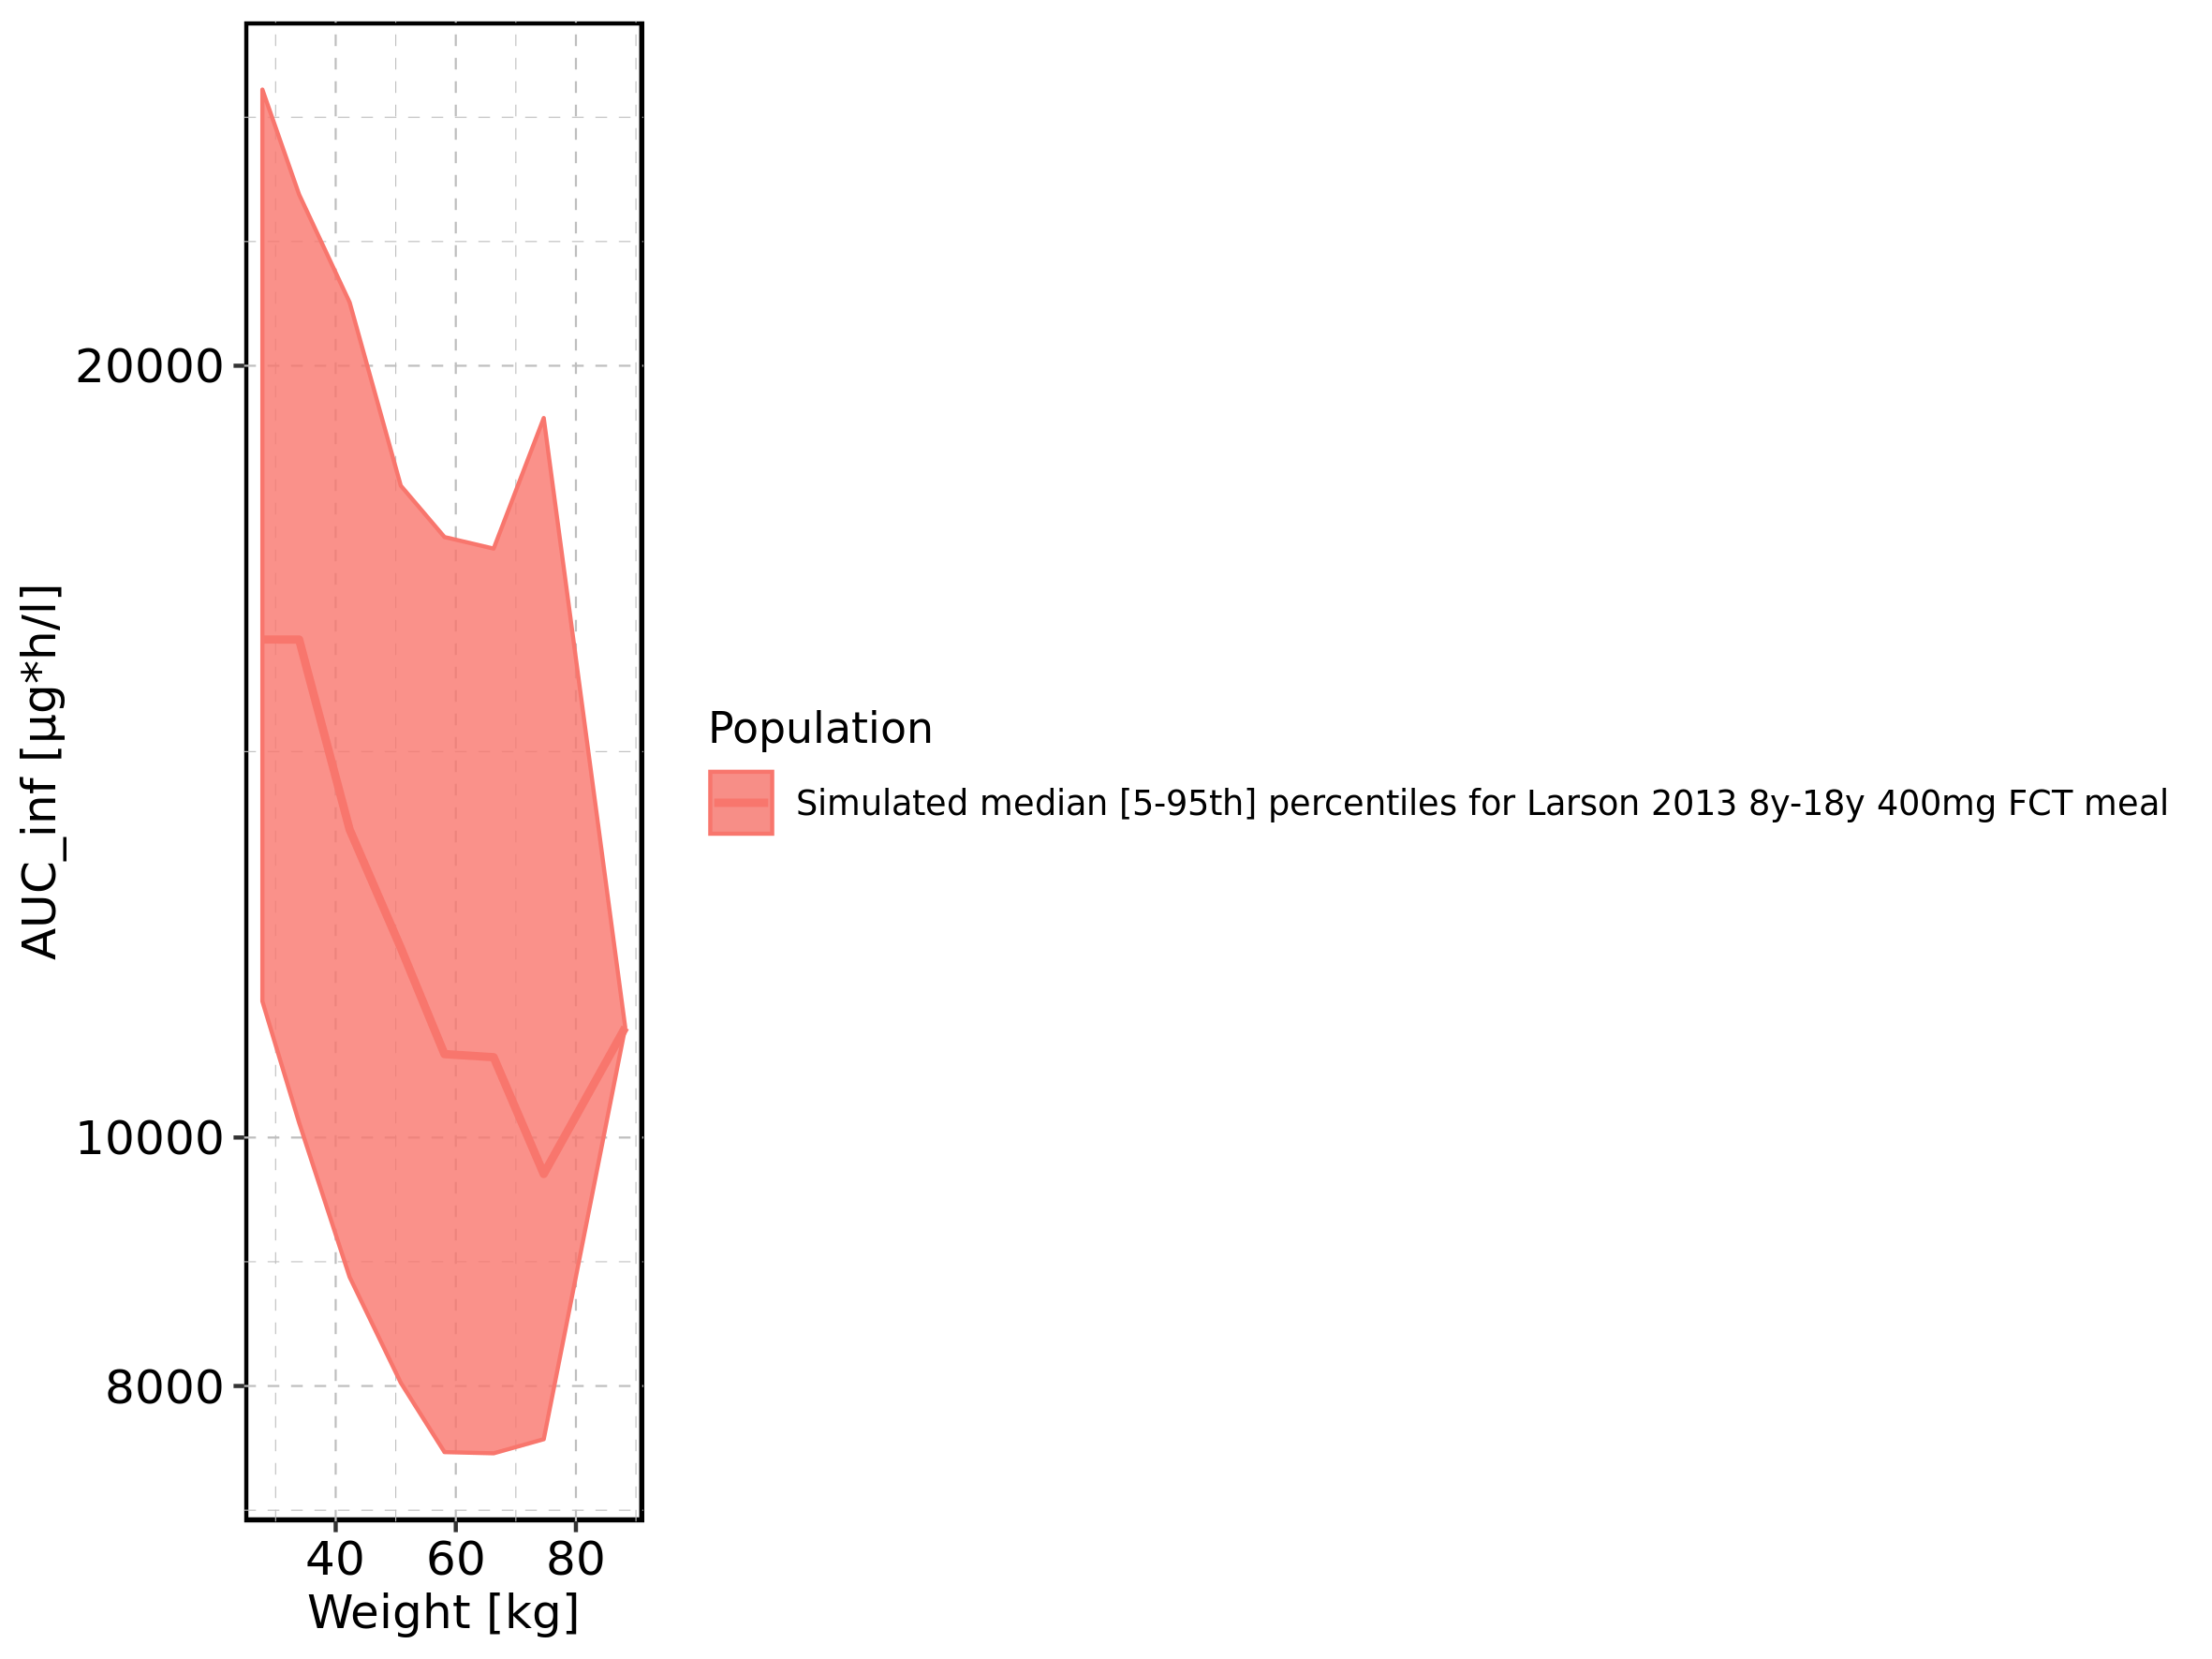 AUC_inf [µg*h/l]
20000
10000
8000
40 60 80
Weight [kg]
Population
Simulated median [5-95th] percentiles for Larson 2013 8y-18y 400mg FCT meal